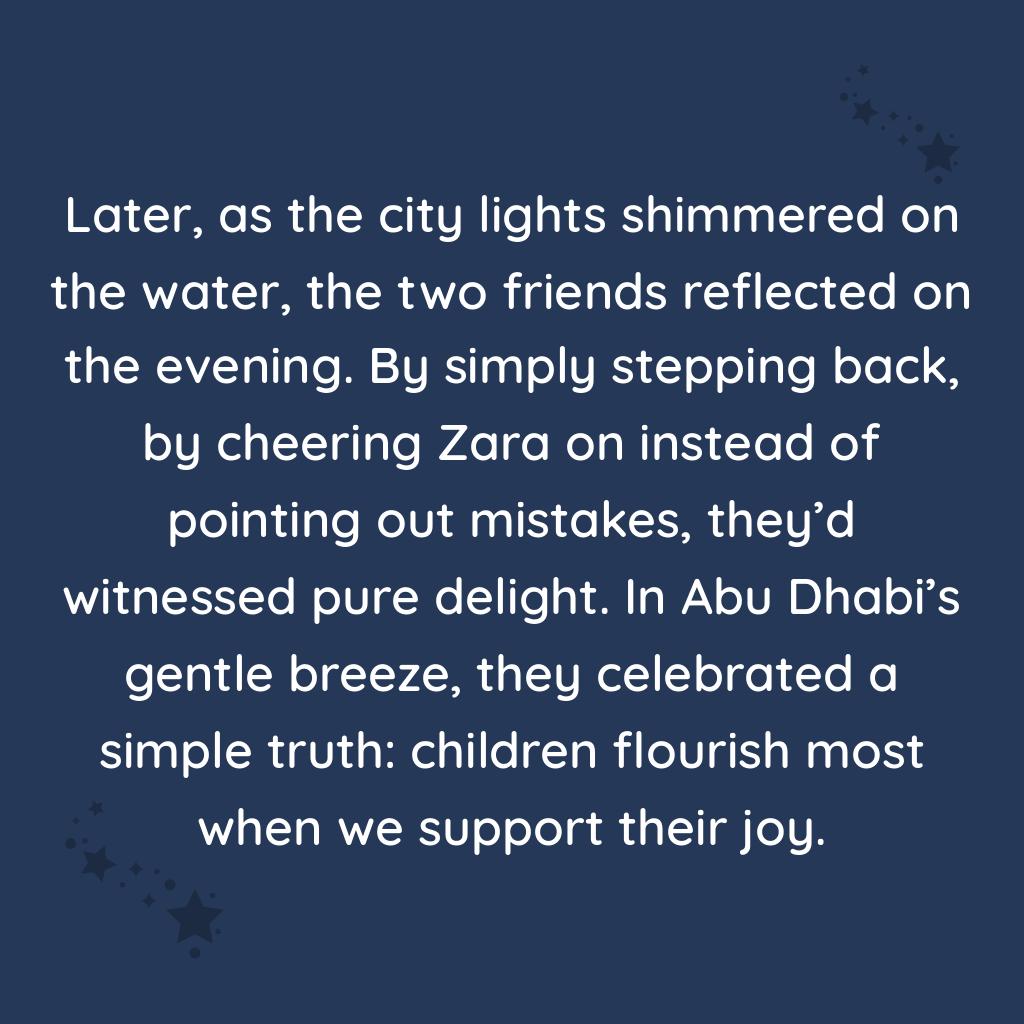 Later, as the city lights shimmered on
the water, the two friends reflected on
the evening. By simply stepping back,
by cheering Zara on instead of
pointing out mistakes, they’d
witnessed pure delight. In Abu Dhabi’s
gentle breeze, they celebrated a
simple truth: children flourish most
when we support their joy.